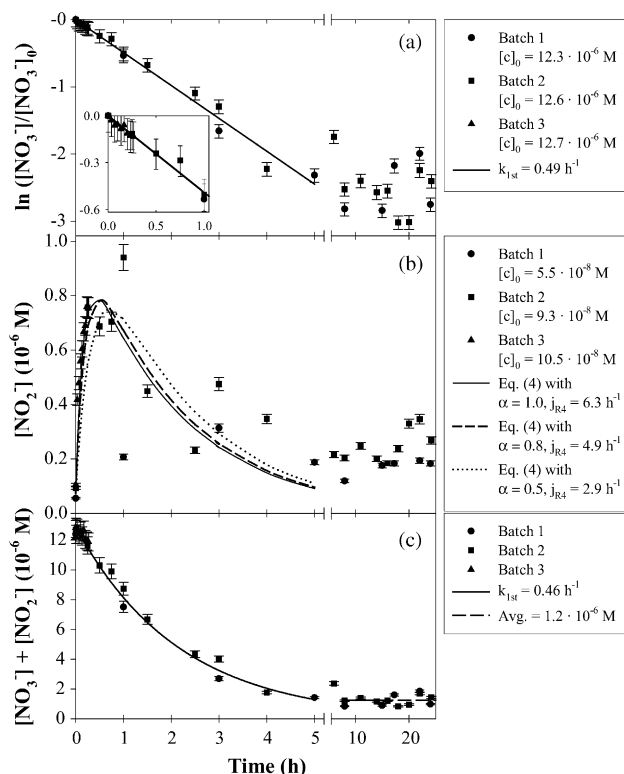 -0
-1
-2
-3
ln ([NO₃⁻]/[NO₃⁻]₀)
(a)
0.0
-0.3
-0.6
0.0 0.5 1.0
Batch 1
[c]₀ = 12.3 · 10⁻⁶ M
Batch 2
[c]₀ = 12.6 · 10⁻⁶ M
Batch 3
[c]₀ = 12.7 · 10⁻⁶ M
k₁ₛₜ = 0.49 h⁻¹
1.0
0.8
0.6
0.4
0.2
0.0
[NO₂⁻] (10⁻⁶ M)
(b)
Batch 1
[c]₀ = 5.5 · 10⁻⁸ M
Batch 2
[c]₀ = 9.3 · 10⁻⁸ M
Batch 3
[c]₀ = 10.5 · 10⁻⁸ M
Eq. (4) with
α = 1.0, j_R4 = 6.3 h⁻¹
Eq. (4) with
α = 0.8, j_R4 = 4.9 h⁻¹
Eq. (4) with
α = 0.5, j_R4 = 2.9 h⁻¹
12
10
8
6
4
2
0
[NO₃⁻] + [NO₂⁻] (10⁻⁶ M)
(c)
Batch 1
Batch 2
Batch 3
k₁ₛₜ = 0.46 h⁻¹
Avg. = 1.2 · 10⁻⁶ M
0 1 2 3 4 5 10 20
Time (h)